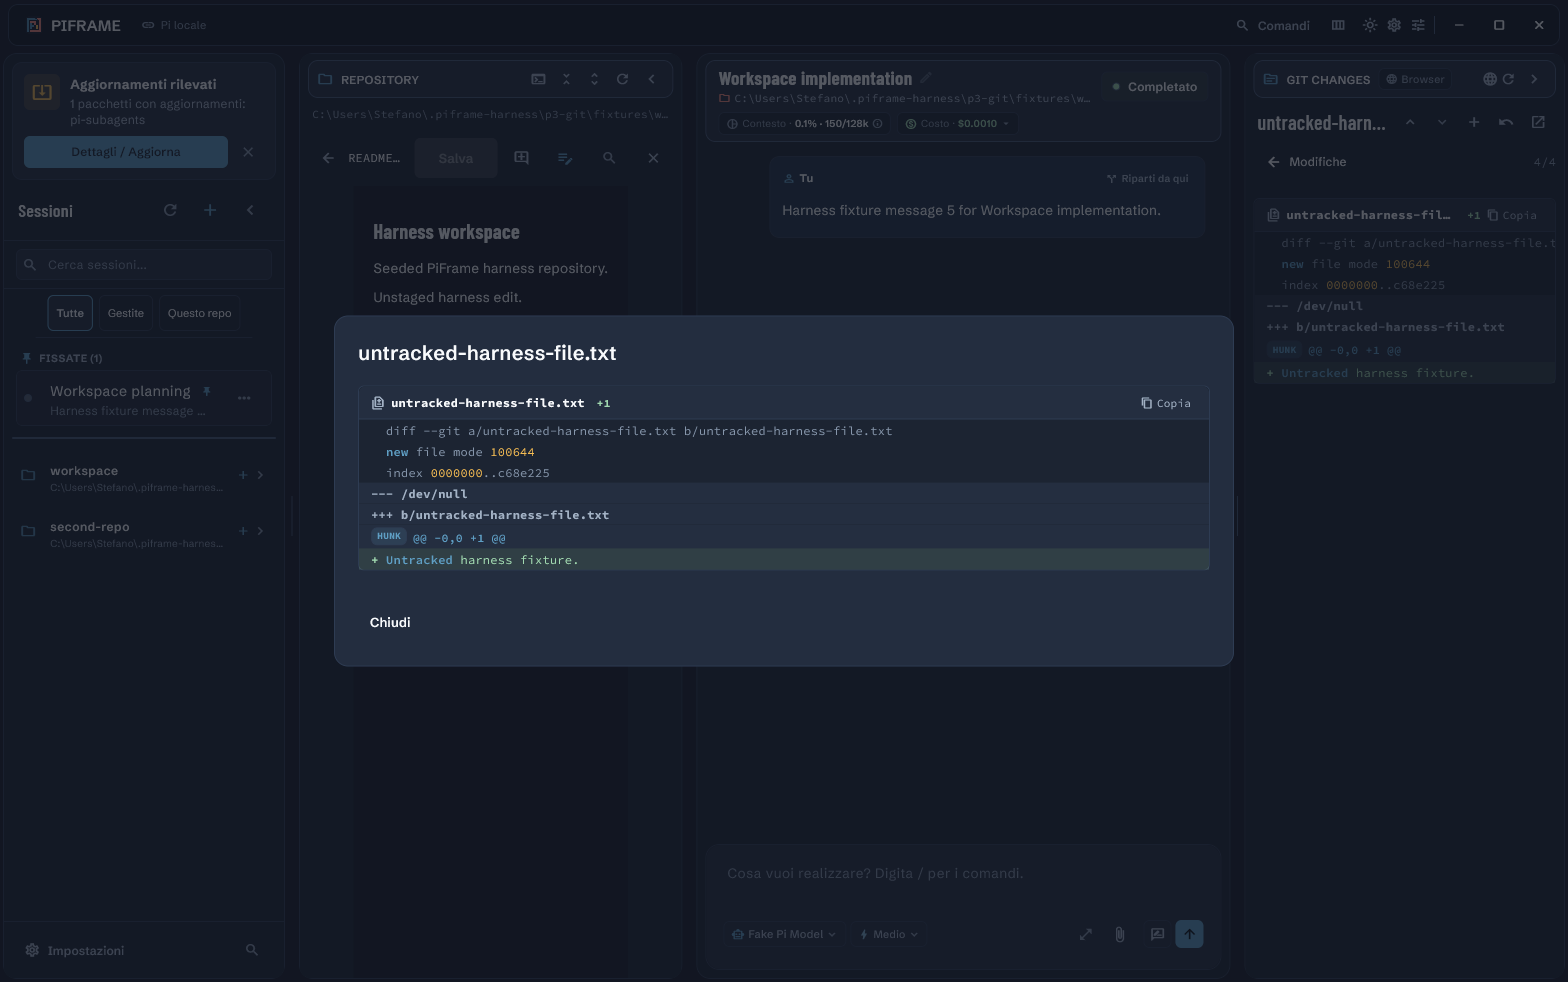 PIFRAME
Pi locale
Comandi
Aggiornamenti rilevati
1 pacchetti con aggiornamenti:
pi-subagents
Dettagli / Aggiorna
Sessioni
Cerca sessioni...
Tutte
Gestite
Questo repo
FISSATE (1)
Workspace planning
Harness fixture message ...
workspace
C:\Users\Stefano\.piframe-harnes...
second-repo
C:\Users\Stefano\.piframe-harnes...
Impostazioni
REPOSITORY
C:\Users\Stefano\.piframe-harness\p3-git\fixtures\w…
README…
Salva
Harness workspace
Seeded PiFrame harness repository.
Unstaged harness edit.
Workspace implementation
C:\Users\Stefano\.piframe-harness\p3-git\fixtures\w…
Completato
Contesto · 0.1% · 150/128k
Costo · $0.0010
Tu
Riparti da qui
Harness fixture message 5 for Workspace implementation.
untracked-harness-file.txt
untracked-harness-file.txt +1
Copia
diff --git a/untracked-harness-file.txt b/untracked-harness-file.txt
new file mode 100644
index 0000000..c68e225
--- /dev/null
+++ b/untracked-harness-file.txt
HUNK @@ -0,0 +1 @@
+ Untracked harness fixture.
Chiudi
Cosa vuoi realizzare? Digita / per i comandi.
Fake Pi Model
Medio
GIT CHANGES
Browser
untracked-harn...
Modifiche
4/4
untracked-harness-fil… +1
Copia
diff --git a/untracked-harness-file.t
new file mode 100644
index 0000000..c68e225
--- /dev/null
+++ b/untracked-harness-file.txt
HUNK @@ -0,0 +1 @@
+ Untracked harness fixture.